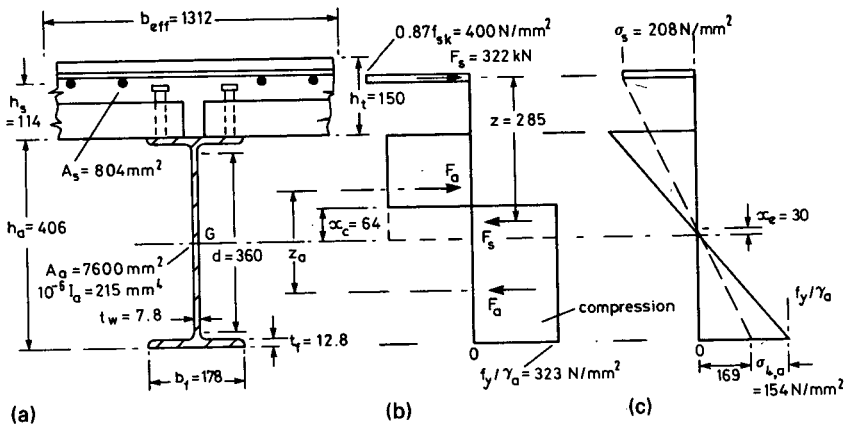 b_eff = 1312
h_s = 114
h_t = 150
A_s = 804 mm²
h_a = 406
G
A_a = 7600 mm²
10⁻⁶ I_a = 215 mm⁴
d = 360
t_w = 7.8
t_f = 12.8
b_f = 178
(a)
0.87f_sk = 400 N/mm²
F_s = 322 kN
z = 285
F_a
x_c = 64
F_s
z_a
F_a
compression
0
f_y/γ_a = 323 N/mm²
(b)
σ_s = 208 N/mm²
x_e = 30
f_y/γ_a
0
169
σ_4,a
= 154 N/mm²
(c)